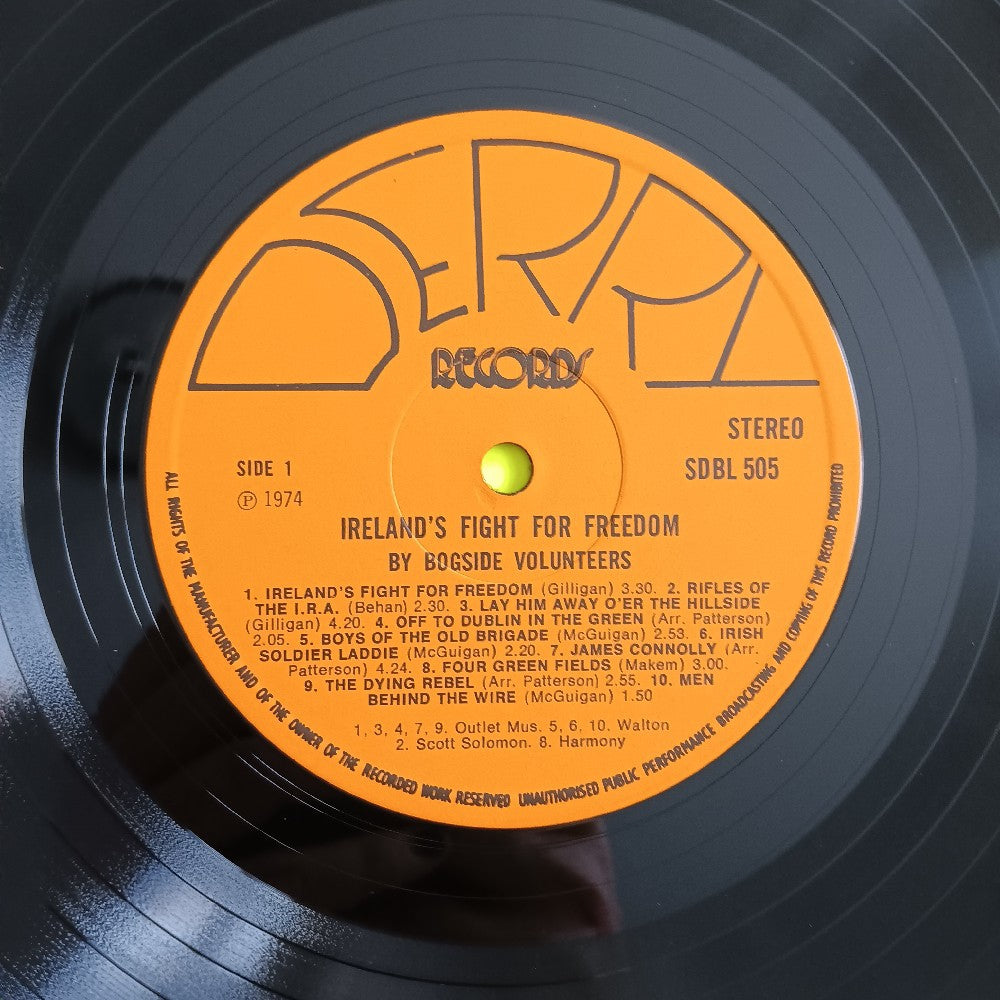 DERRY
RECORDS
STEREO
SIDE 1
SDBL 505
Ⓟ 1974
IRELAND'S FIGHT FOR FREEDOM
BY BOGSIDE VOLUNTEERS
1. IRELAND'S FIGHT FOR FREEDOM (Gilligan) 3.30. 2. RIFLES OF
THE I.R.A. (Behan) 2.30. 3. LAY HIM AWAY O'ER THE HILLSIDE
(Gilligan) 4.20. 4. OFF TO DUBLIN IN THE GREEN (Arr. Patterson)
2.05. 5. BOYS OF THE OLD BRIGADE (McGuigan) 2.53. 6. IRISH
SOLDIER LADDIE (McGuigan) 2.20. 7. JAMES CONNOLLY (Arr.
Patterson) 4.24. 8. FOUR GREEN FIELDS (Makem) 3.00.
9. THE DYING REBEL (Arr. Patterson) 2.55. 10. MEN
BEHIND THE WIRE (McGuigan) 1.50
1, 3, 4, 7, 9. Outlet Mus. 5, 6, 10. Walton
2. Scott Solomon. 8. Harmony
ALL RIGHTS OF THE MANUFACTURER AND OF THE OWNER OF THE RECORDED WORK RESERVED UNAUTHORISED PUBLIC PERFORMANCE BROADCASTING AND COPYING OF THIS RECORD PROHIBITED